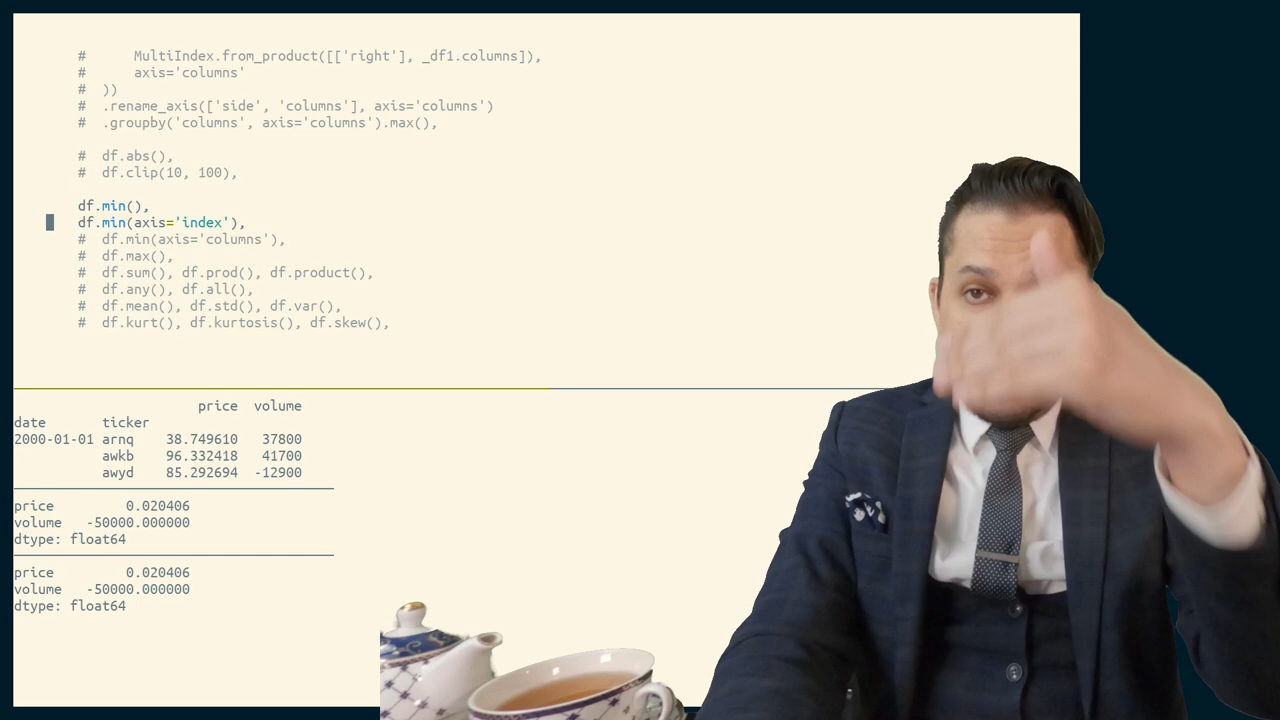 #      MultiIndex.from_product([['right'], _df1.columns]),
#      axis='columns'
#  ))
#  .rename_axis(['side', 'columns'], axis='columns')
#  .groupby('columns', axis='columns').max(),
#  df.abs(),
#  df.clip(10, 100),
df.min(),
df.min(axis='index'),
#  df.min(axis='columns'),
#  df.max(),
#  df.sum(), df.prod(), df.product(),
#  df.any(), df.all(),
#  df.mean(), df.std(), df.var(),
#  df.kurt(), df.kurtosis(), df.skew(),
price  volume
date       ticker
2000-01-01 arnq    38.749610   37800
awkb    96.332418   41700
awyd    85.292694  -12900
price         0.020406
volume   -50000.000000
dtype: float64
price         0.020406
volume   -50000.000000
dtype: float64